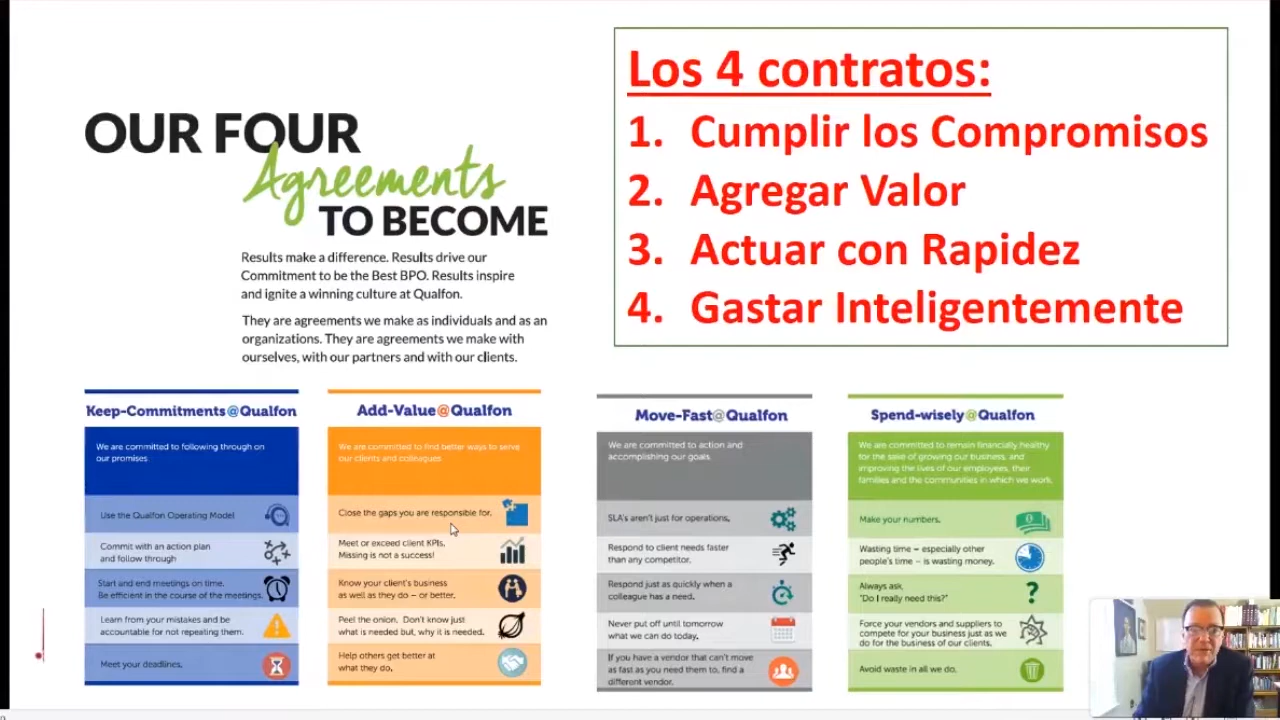 OUR FOUR
Agreements
TO BECOME
Results make a difference. Results drive our
Commitment to be the Best BPO. Results inspire
and ignite a winning culture at Qualfon.
They are agreements we make as individuals and as an
organizations. They are agreements we make with
ourselves, with our partners and with our clients.
Los 4 contratos:
1. Cumplir los Compromisos
2. Agregar Valor
3. Actuar con Rapidez
4. Gastar Inteligentemente
Keep-Commitments@Qualfon
We are committed to following through on
our promises
Use the Qualfon Operating Model
Commit with an action plan
and follow through
Start and end meetings on time.
Be efficient in the course of the meetings.
Learn from your mistakes and be
accountable for not repeating them.
Meet your deadlines.
Add-Value@Qualfon
We are committed to find better ways to serve
our clients and colleagues
Close the gaps you are responsible for.
Meet or exceed client KPIs.
Missing is not a success!
Know your client's business
as well as they do – or better.
Peel the onion. Don't know just
what is needed but, why it is needed.
Help others get better at
what they do.
Move-Fast@Qualfon
We are committed to action and
accomplishing our goals
SLA's aren't just for operations.
Respond to client needs faster
than any competitor.
Respond just as quickly when a
colleague has a need.
Never put off until tomorrow
what we can do today.
If you have a vendor that can't move
as fast as you need them to, find a
different vendor.
Spend-wisely@Qualfon
We are committed to remain financially healthy
for the sake of growing our business, and
improving the lives of our employees, their
families and the communities in which we work.
Make your numbers.
Wasting time – especially other
people's time – is wasting money.
Always ask,
"Do I really need this?"
Force your vendors and suppliers to
compete for your business just as we
do for the business of our clients.
Avoid waste in all we do.